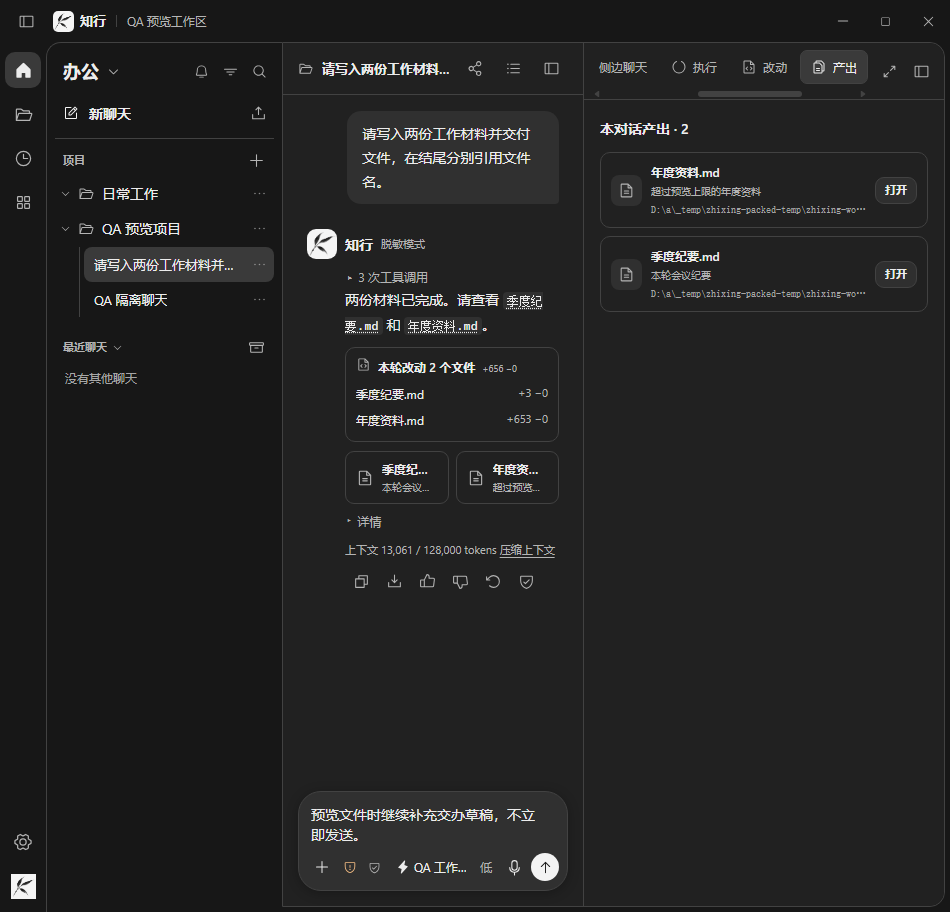 知行
QA 预览工作区
办公
新聊天
项目
日常工作
QA 预览项目
请写入两份工作材料并...
QA 隔离聊天
最近聊天
没有其他聊天
请写入两份工作材料...
请写入两份工作材料并交付
文件，在结尾分别引用文件
名。
知行 脱敏模式
3 次工具调用
两份材料已完成。请查看 季度纪
要.md 和 年度资料.md 。
本轮改动 2 个文件 +656 −0
季度纪要.md +3 −0
年度资料.md +653 −0
季度纪...
本轮会议...
年度资...
超过预览...
详情
上下文 13,061 / 128,000 tokens 压缩上下文
预览文件时继续补充交办草稿，不立
即发送。
QA 工作... 低
侧边聊天 执行 改动 产出
本对话产出 · 2
年度资料.md
超过预览上限的年度资料
D:\a\_temp\zhixing-packed-temp\zhixing-wo···
打开
季度纪要.md
本轮会议纪要
D:\a\_temp\zhixing-packed-temp\zhixing-wo···
打开